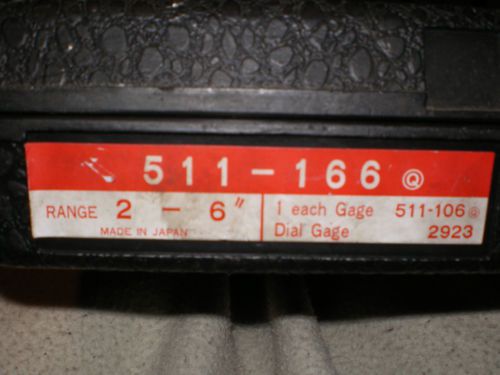 511-166 Q
RANGE 2 - 6"
MADE IN JAPAN
1 each Gage 511-106 Q
Dial Gage 2923